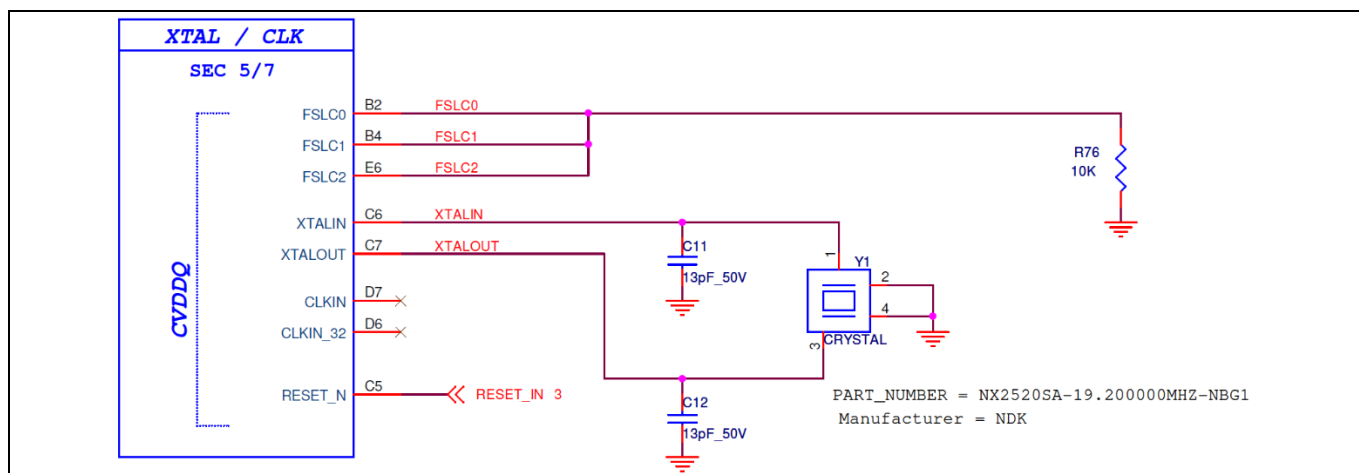 XTAL / CLK
SEC 5/7
CVDDQ
FSLC0 B2 FSLC0
FSLC1 B4 FSLC1
FSLC2 E6 FSLC2
R76
10K
XTALIN C6 XTALIN
XTALOUT C7 XTALOUT
C11
13pF_50V
1
Y1
2
4
3
CRYSTAL
CLKIN D7
CLKIN_32 D6
RESET_N C5 RESET_IN 3
C12
13pF_50V
PART_NUMBER = NX2520SA-19.200000MHZ-NBG1
Manufacturer = NDK